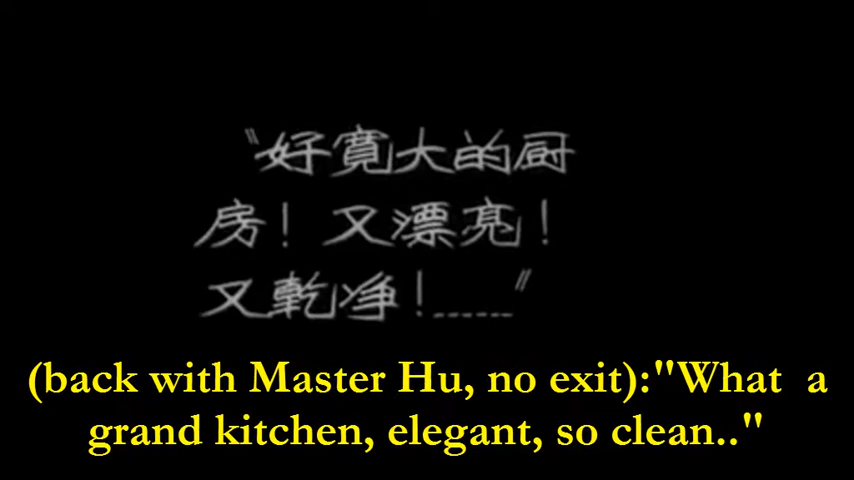 "好寬大的厨
房！又漂亮！
又乾净！......"
(back with Master Hu, no exit):"What  a
grand kitchen, elegant, so clean.."